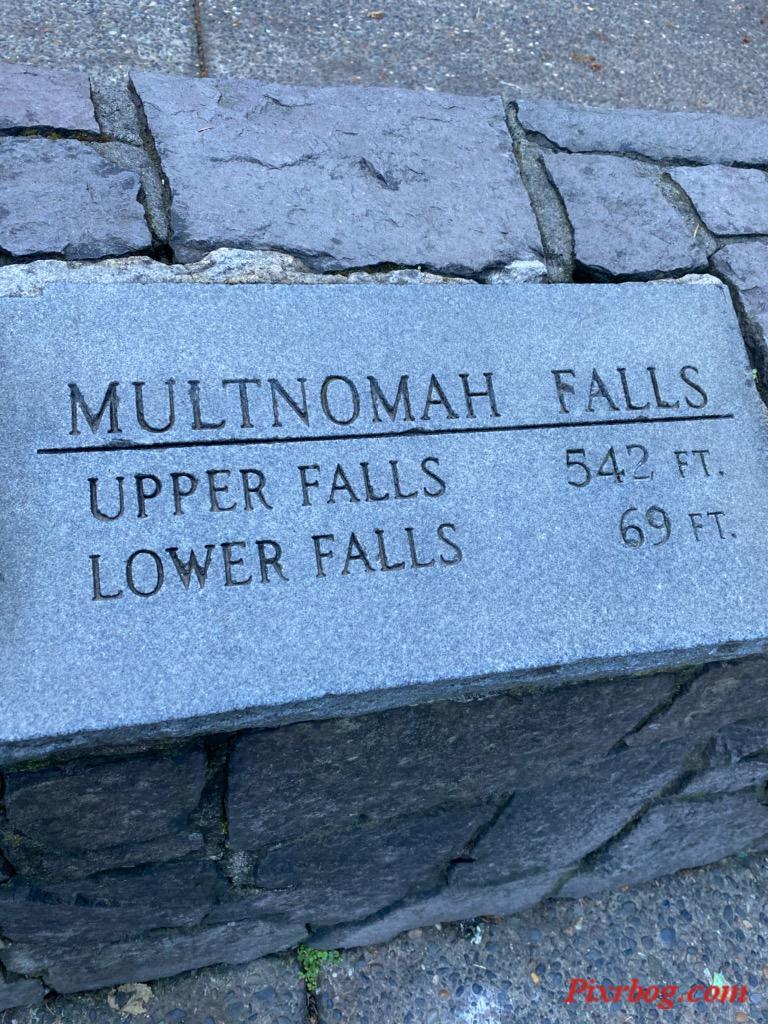 MULTNOMAH FALLS
UPPER FALLS 542 FT.
LOWER FALLS 69 FT.
Pixrbog.com